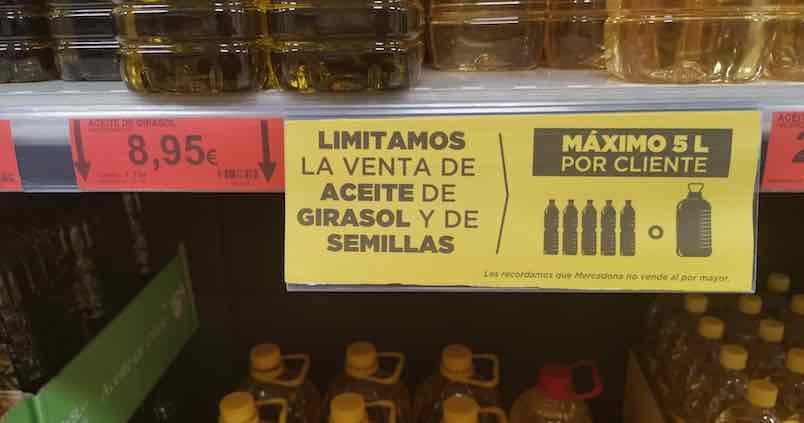 ACEITE DE GIRASOL
8,95€
LIMITAMOS
LA VENTA DE
ACEITE DE
GIRASOL Y DE
SEMILLAS
MÁXIMO 5 L
POR CLIENTE
o
Les recordamos que Mercadona no vende al por mayor.
2